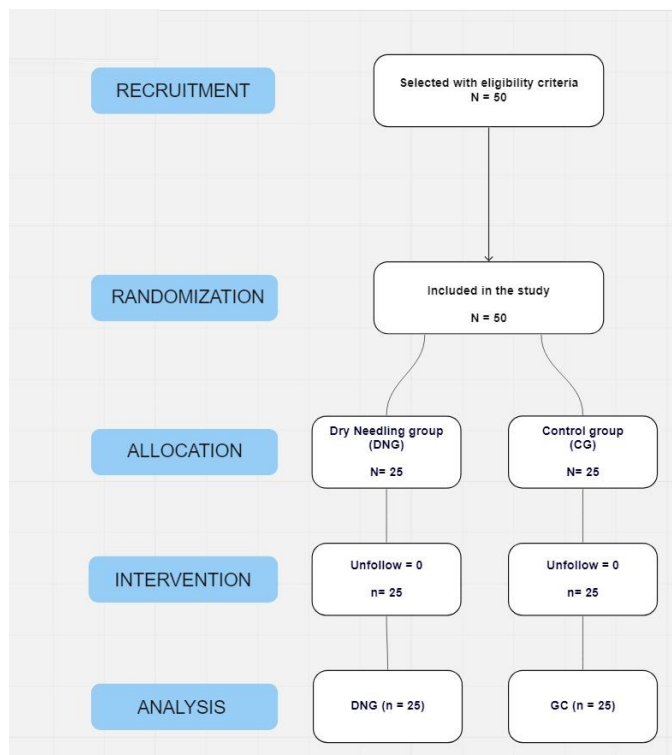 RECRUITMENT
Selected with eligibility criteria
N = 50
RANDOMIZATION
Included in the study
N = 50
ALLOCATION
Dry Needling group
(DNG)
N= 25
Control group
(CG)
N= 25
INTERVENTION
Unfollow = 0
n= 25
Unfollow = 0
n= 25
ANALYSIS
DNG (n = 25)
GC (n = 25)